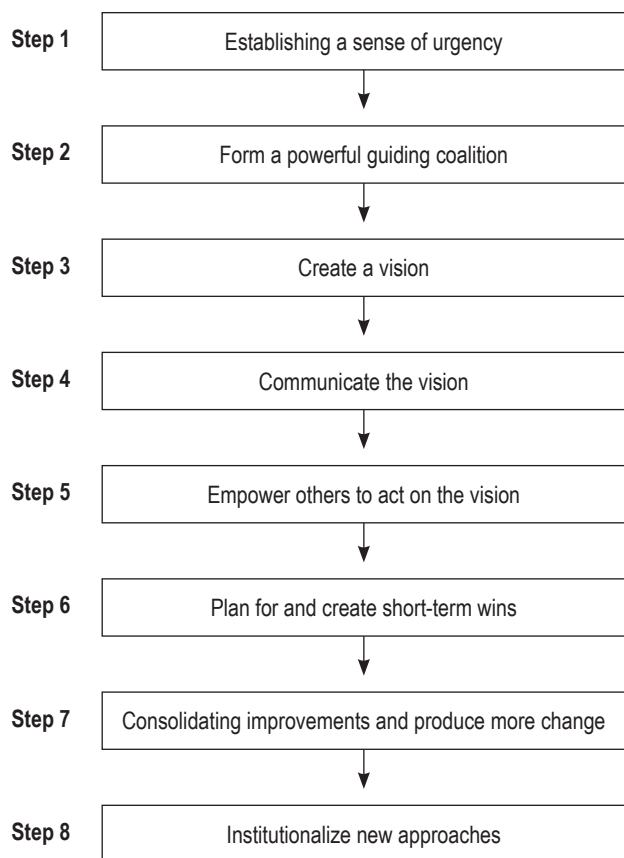 Step 1 Establishing a sense of urgency
Step 2 Form a powerful guiding coalition
Step 3 Create a vision
Step 4 Communicate the vision
Step 5 Empower others to act on the vision
Step 6 Plan for and create short-term wins
Step 7 Consolidating improvements and produce more change
Step 8 Institutionalize new approaches